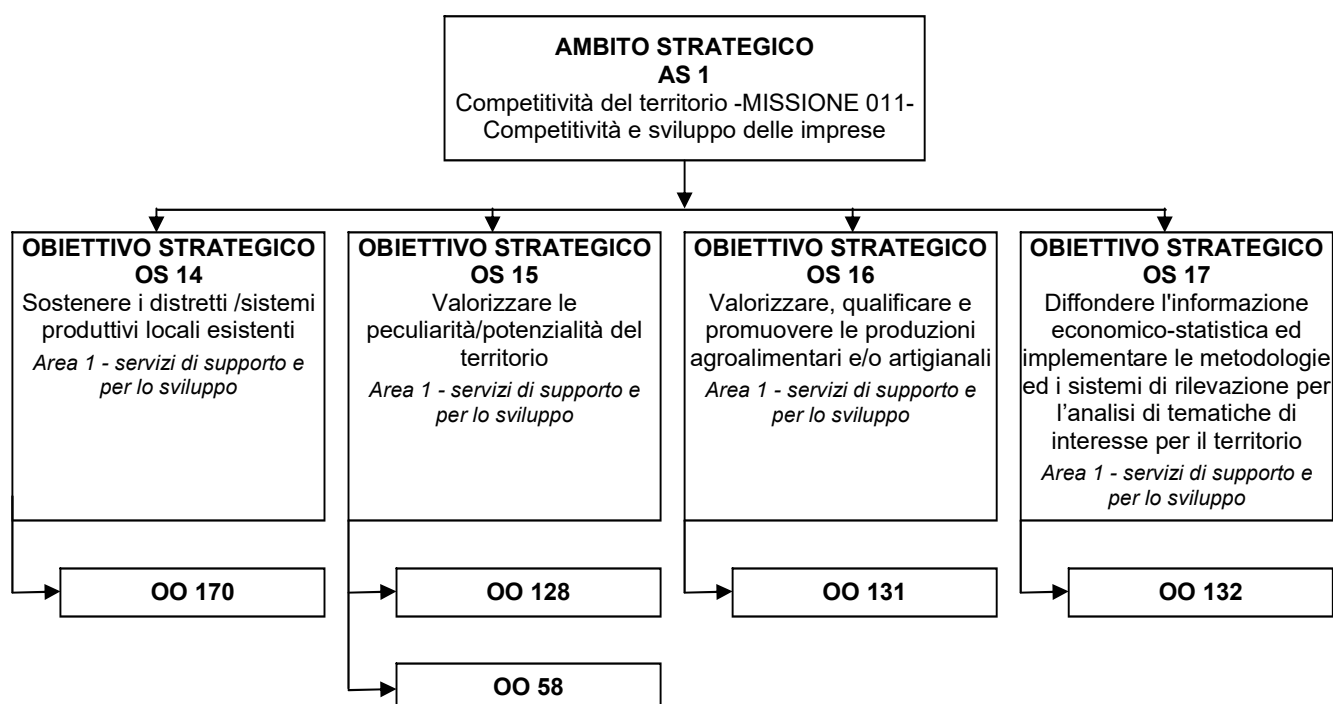 AMBITO STRATEGICO
AS 1
Competitività del territorio -MISSIONE 011-
Competitività e sviluppo delle imprese
OBIETTIVO STRATEGICO
OS 14
Sostenere i distretti /sistemi
produttivi locali esistenti
Area 1 - servizi di supporto e
per lo sviluppo
OBIETTIVO STRATEGICO
OS 15
Valorizzare le
peculiarità/potenzialità del
territorio
Area 1 - servizi di supporto e
per lo sviluppo
OBIETTIVO STRATEGICO
OS 16
Valorizzare, qualificare e
promuovere le produzioni
agroalimentari e/o artigianali
Area 1 - servizi di supporto e
per lo sviluppo
OBIETTIVO STRATEGICO
OS 17
Diffondere l'informazione
economico-statistica ed
implementare le metodologie
ed i sistemi di rilevazione per
l’analisi di tematiche di
interesse per il territorio
Area 1 - servizi di supporto e
per lo sviluppo
OO 170
OO 128
OO 131
OO 132
OO 58